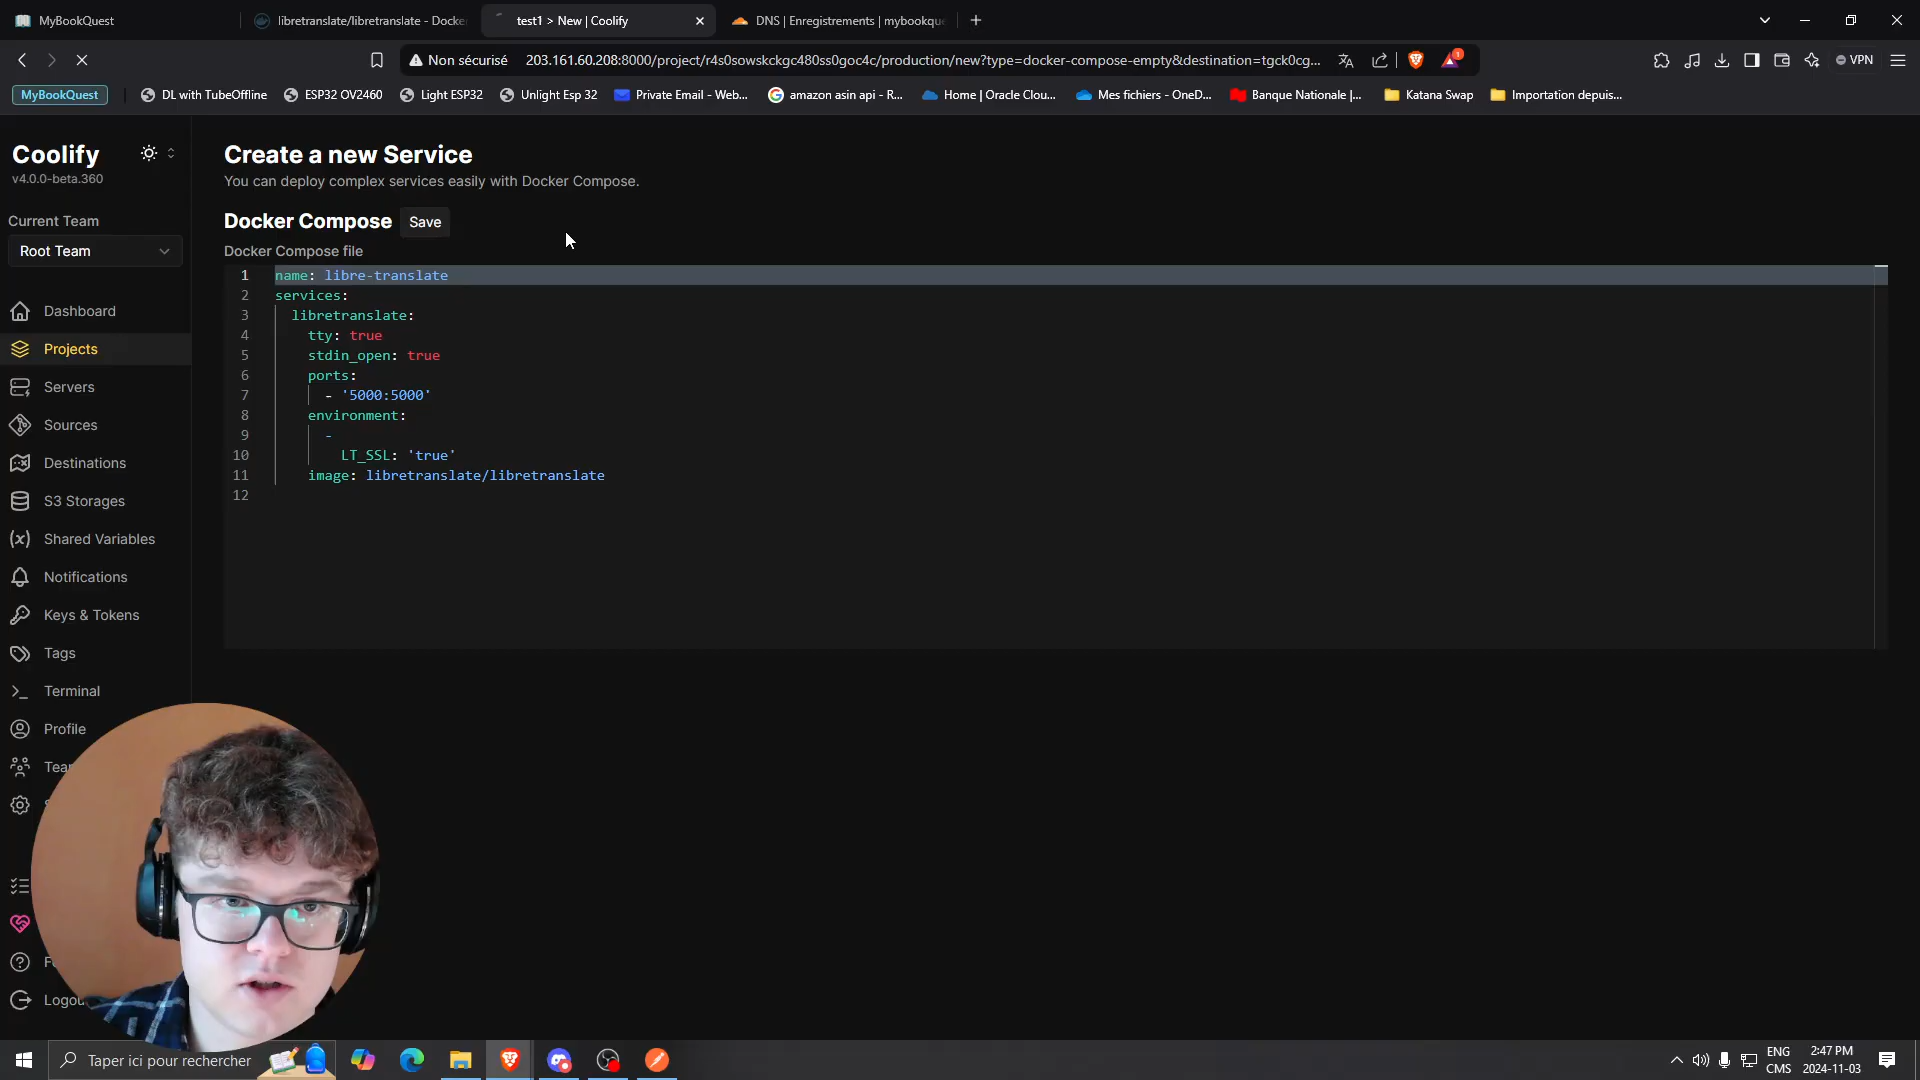 MyBookQuest
libretranslate/libretranslate - Docke
test1 > New | Coolify
DNS | Enregistrements | mybookque
Non sécurisé
203.161.60.208:8000/project/r4s0sowskckgc480ss0goc4c/production/new?type=docker-compose-empty&destination=tgck0cg...
1
VPN
MyBookQuest
DL with TubeOffline
ESP32 OV2460
Light ESP32
Unlight Esp 32
Private Email - Web...
amazon asin api - R...
Home | Oracle Clou...
Mes fichiers - OneD...
Banque Nationale |...
Katana Swap
Importation depuis...
Coolify
v4.0.0-beta.360
Current Team
Root Team
Dashboard
Projects
Servers
Sources
Destinations
S3 Storages
Shared Variables
Notifications
Keys & Tokens
Tags
Terminal
Profile
Logou
Create a new Service
You can deploy complex services easily with Docker Compose.
Docker Compose
Save
Docker Compose file
1 name: libre-translate
2 services:
3 libretranslate:
4 tty: true
5 stdin_open: true
6 ports:
7 - '5000:5000'
8 environment:
9 -
10 LT_SSL: 'true'
11 image: libretranslate/libretranslate
12
Taper ici pour rechercher
ENG
CMS
2:47 PM
2024-11-03